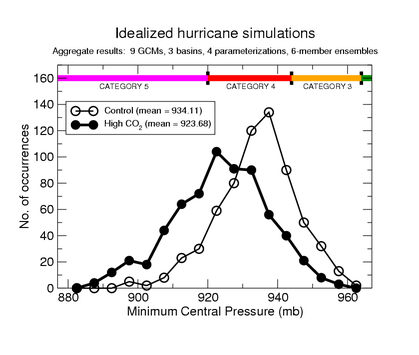 Idealized hurricane simulations
Aggregate results: 9 GCMs, 3 basins, 4 parameterizations, 6-member ensembles
CATEGORY 5 CATEGORY 4 CATEGORY 3
Control (mean = 934.11)
High CO₂ (mean = 923.68)
No. of occurrences
160
140
120
100
80
60
40
20
0
880 900 920 940 960
Minimum Central Pressure (mb)